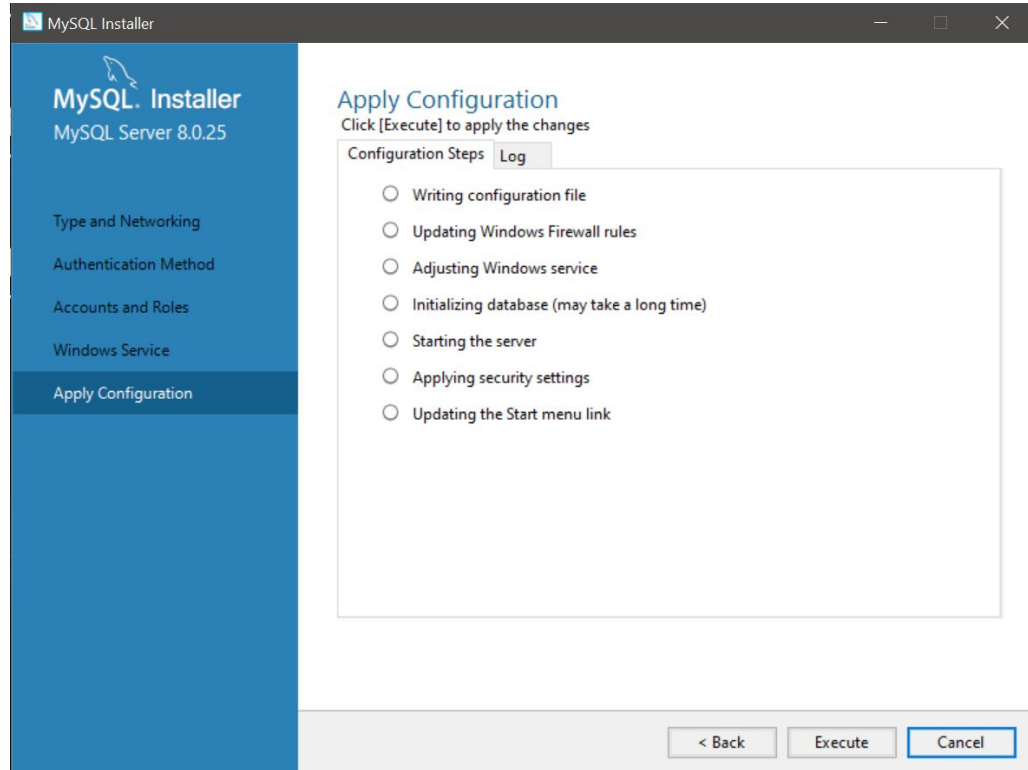 MySQL Installer
MySQL. Installer
MySQL Server 8.0.25
Type and Networking
Authentication Method
Accounts and Roles
Windows Service
Apply Configuration
Apply Configuration
Click [Execute] to apply the changes
Configuration Steps Log
Writing configuration file
Updating Windows Firewall rules
Adjusting Windows service
Initializing database (may take a long time)
Starting the server
Applying security settings
Updating the Start menu link
< Back Execute Cancel